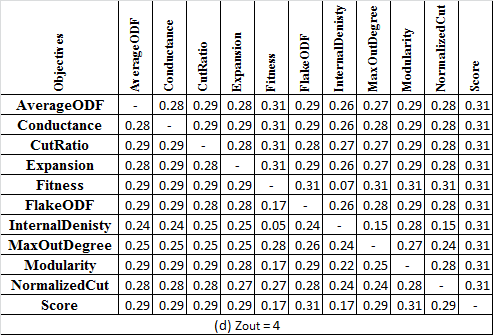 Objectives AverageODF Conductance CutRatio Expansion Fitness FlakeODF InternalDenisty MaxOutDegree Modularity NormalizedCut Score
AverageODF - 0.28 0.29 0.28 0.31 0.29 0.26 0.27 0.29 0.28 0.31
Conductance 0.28 - 0.29 0.29 0.31 0.29 0.26 0.28 0.29 0.28 0.31
CutRatio 0.29 0.29 - 0.28 0.31 0.28 0.27 0.27 0.29 0.28 0.31
Expansion 0.28 0.29 0.28 - 0.31 0.29 0.26 0.27 0.29 0.28 0.31
Fitness 0.29 0.29 0.29 0.29 - 0.31 0.07 0.31 0.31 0.31 0.31
FlakeODF 0.29 0.29 0.28 0.28 0.17 - 0.26 0.28 0.29 0.28 0.31
InternalDenisty 0.24 0.24 0.25 0.25 0.05 0.24 - 0.15 0.28 0.15 0.31
MaxOutDegree 0.25 0.25 0.25 0.25 0.28 0.26 0.24 - 0.27 0.24 0.31
Modularity 0.29 0.29 0.29 0.28 0.17 0.29 0.22 0.25 - 0.28 0.31
NormalizedCut 0.28 0.28 0.28 0.27 0.27 0.28 0.24 0.24 0.28 - 0.31
Score 0.29 0.29 0.29 0.29 0.17 0.31 0.17 0.29 0.31 0.29 -
(d) Zout = 4